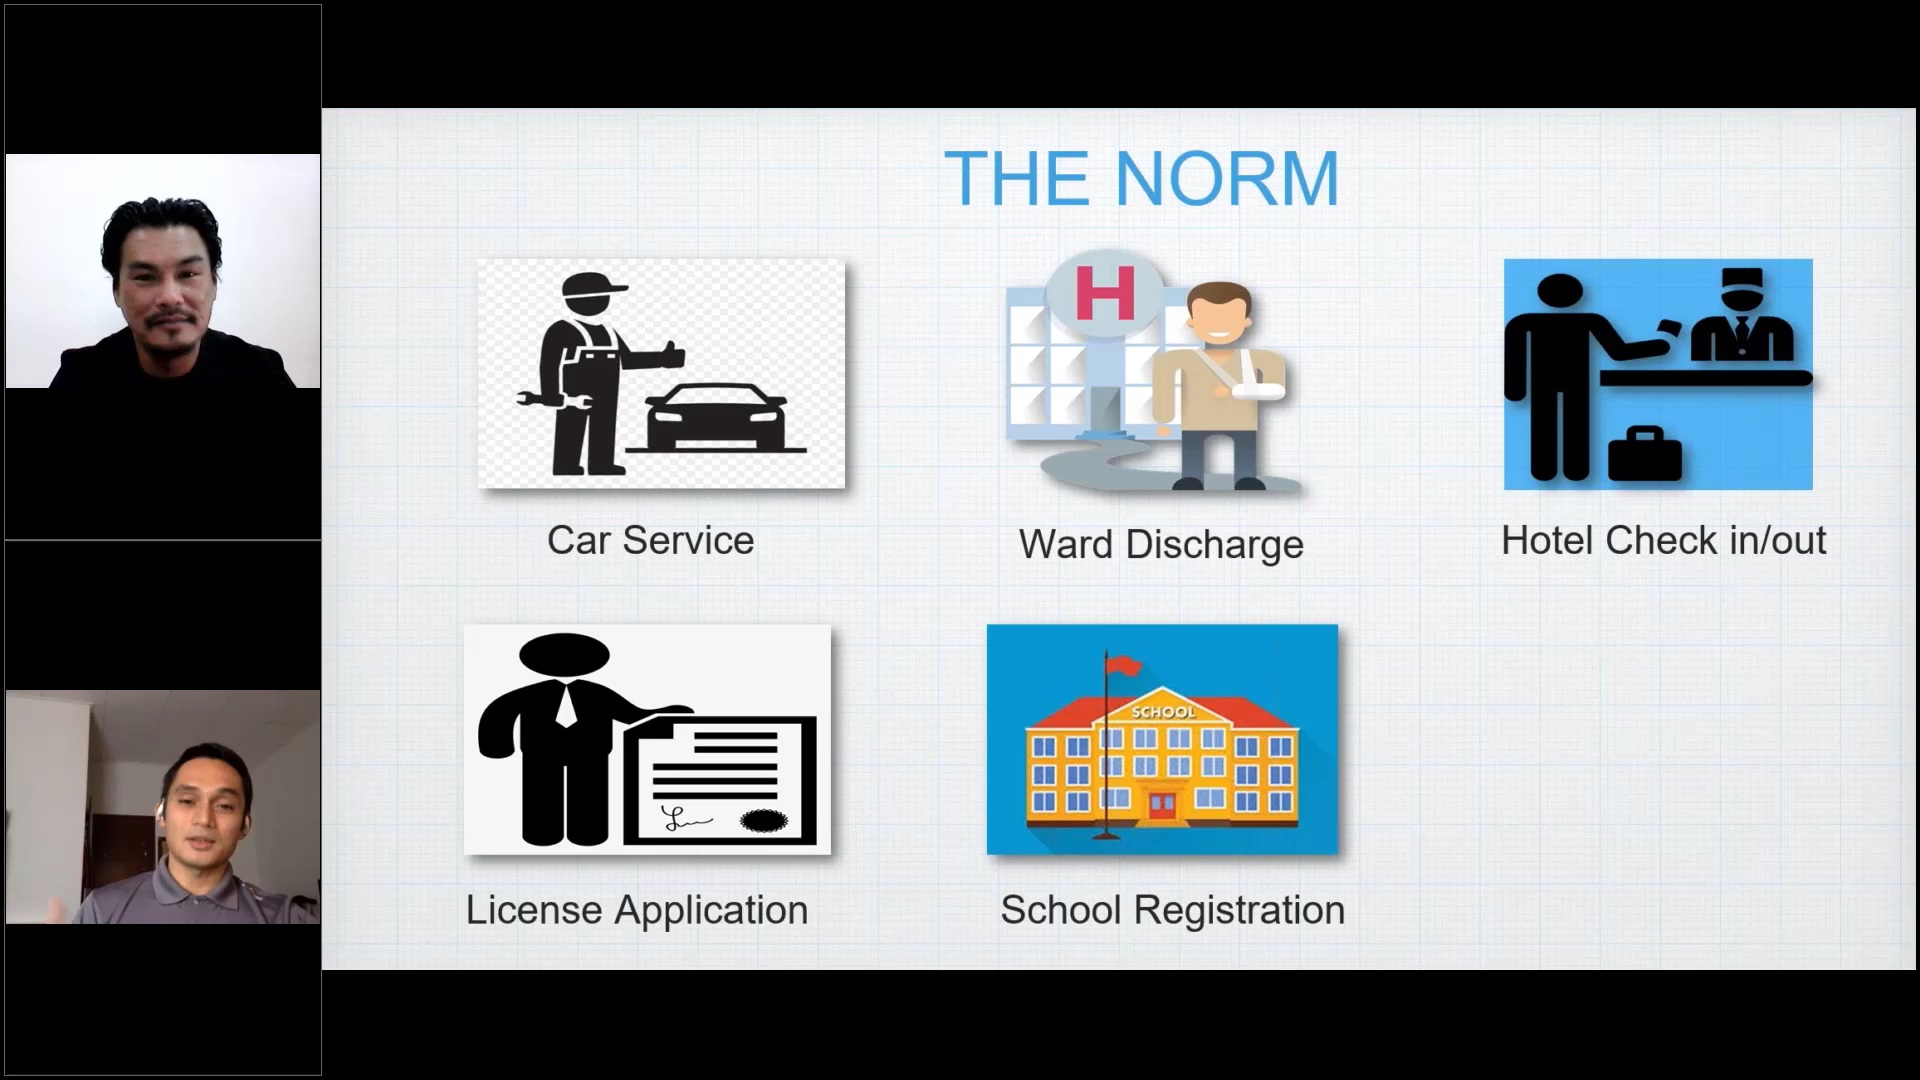 THE NORM
H
Car Service
Ward Discharge
Hotel Check in/out
SCHOOL
License Application
School Registration